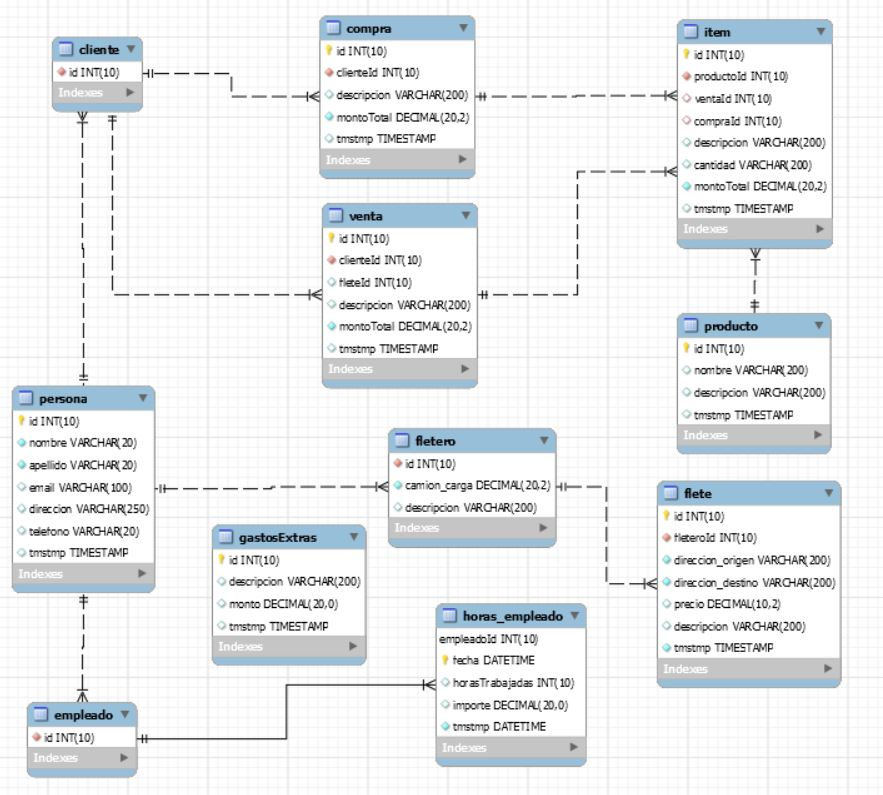 cliente
id INT(10)
Indexes
compra
id INT(10)
clienteId INT(10)
descripcion VARCHAR(200)
montoTotal DECIMAL(20,2)
tmstmp TIMESTAMP
Indexes
item
id INT(10)
productoId INT(10)
ventaId INT(10)
compraId INT(10)
descripcion VARCHAR(200)
cantidad VARCHAR(200)
montoTotal DECIMAL(20,2)
tmstmp TIMESTAMP
Indexes
venta
id INT(10)
clienteId INT(10)
fleteId INT(10)
descripcion VARCHAR(200)
montoTotal DECIMAL(20,2)
tmstmp TIMESTAMP
Indexes
producto
id INT(10)
nombre VARCHAR(200)
descripcion VARCHAR(200)
tmstmp TIMESTAMP
Indexes
persona
id INT(10)
nombre VARCHAR(20)
apellido VARCHAR(20)
email VARCHAR(100)
direccion VARCHAR(250)
telefono VARCHAR(20)
tmstmp TIMESTAMP
Indexes
fletero
id INT(10)
camion_carga DECIMAL(20,2)
descripcion VARCHAR(200)
Indexes
flete
id INT(10)
fleteroId INT(10)
direccion_origen VARCHAR(200)
direccion_destino VARCHAR(200)
precio DECIMAL(10,2)
descripcion VARCHAR(200)
tmstmp TIMESTAMP
Indexes
gastosExtras
id INT(10)
descripcion VARCHAR(200)
monto DECIMAL(20,0)
tmstmp TIMESTAMP
Indexes
horas_empleado
empleadoId INT(10)
fecha DATETIME
horasTrabajadas INT(10)
importe DECIMAL(20,0)
tmstmp DATETIME
Indexes
empleado
id INT(10)
Indexes